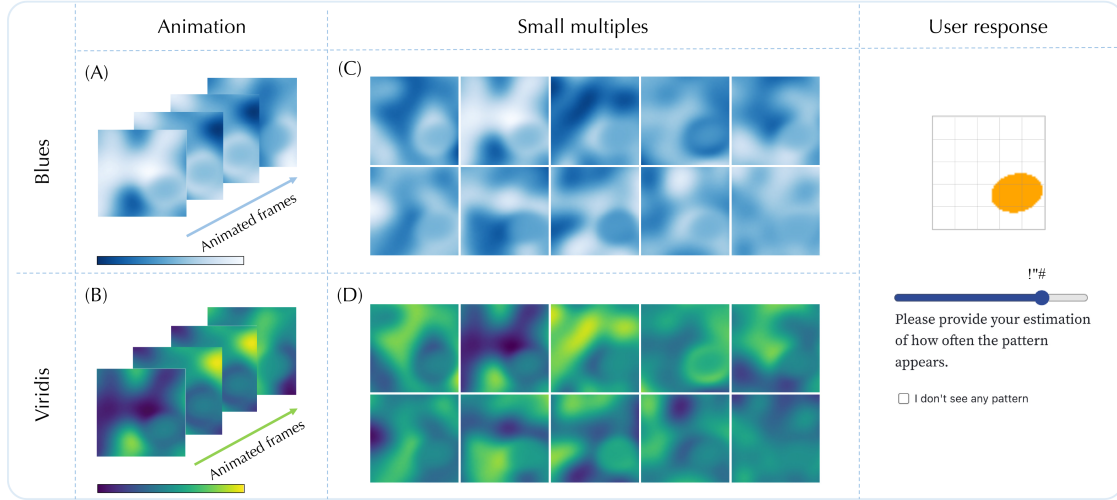 Animation
Small multiples
User response
Blues
(A)
Animated frames
(C)
Viridis
(B)
Animated frames
(D)
!"#
Please provide your estimation
of how often the pattern
appears.
I don't see any pattern